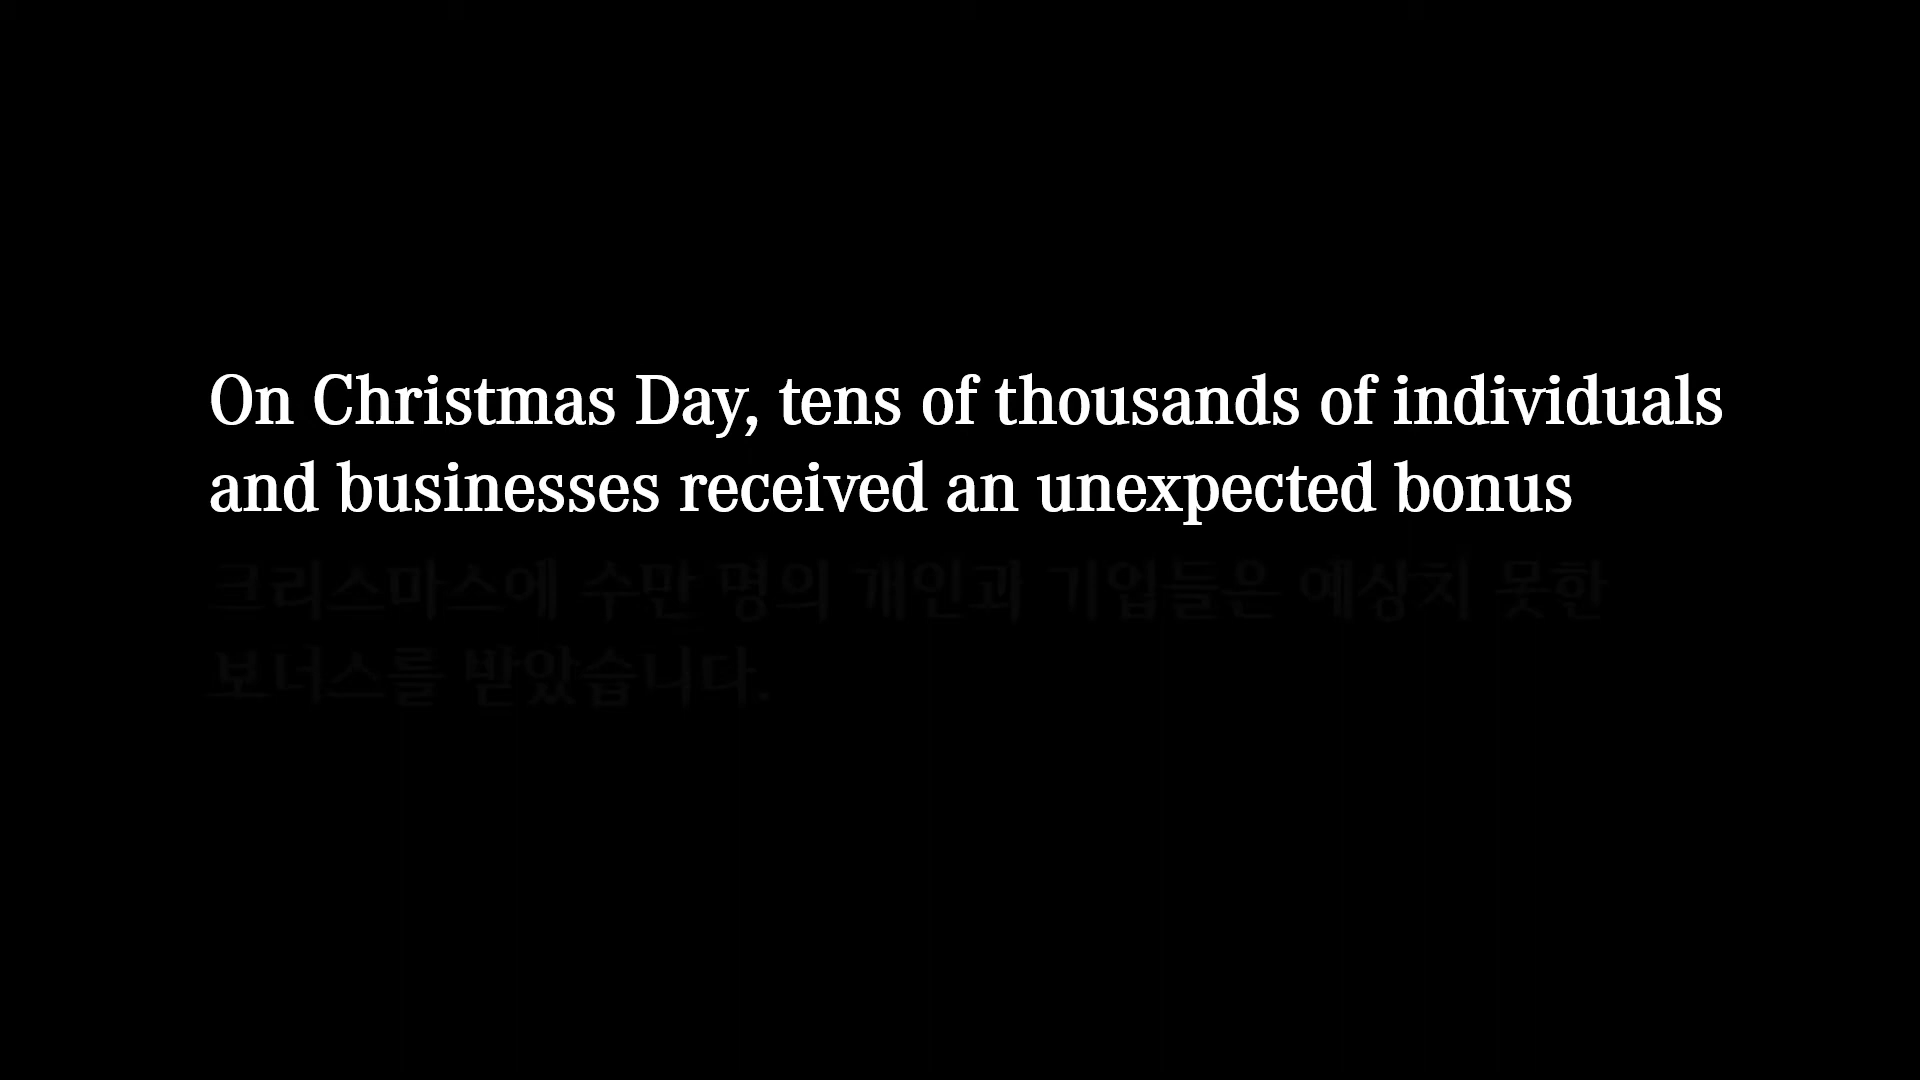 On Christmas Day, tens of thousands of individuals
and businesses received an unexpected bonus
크리스마스에 수만 명의 개인과 기업들은 예상치 못한
보너스를 받았습니다.